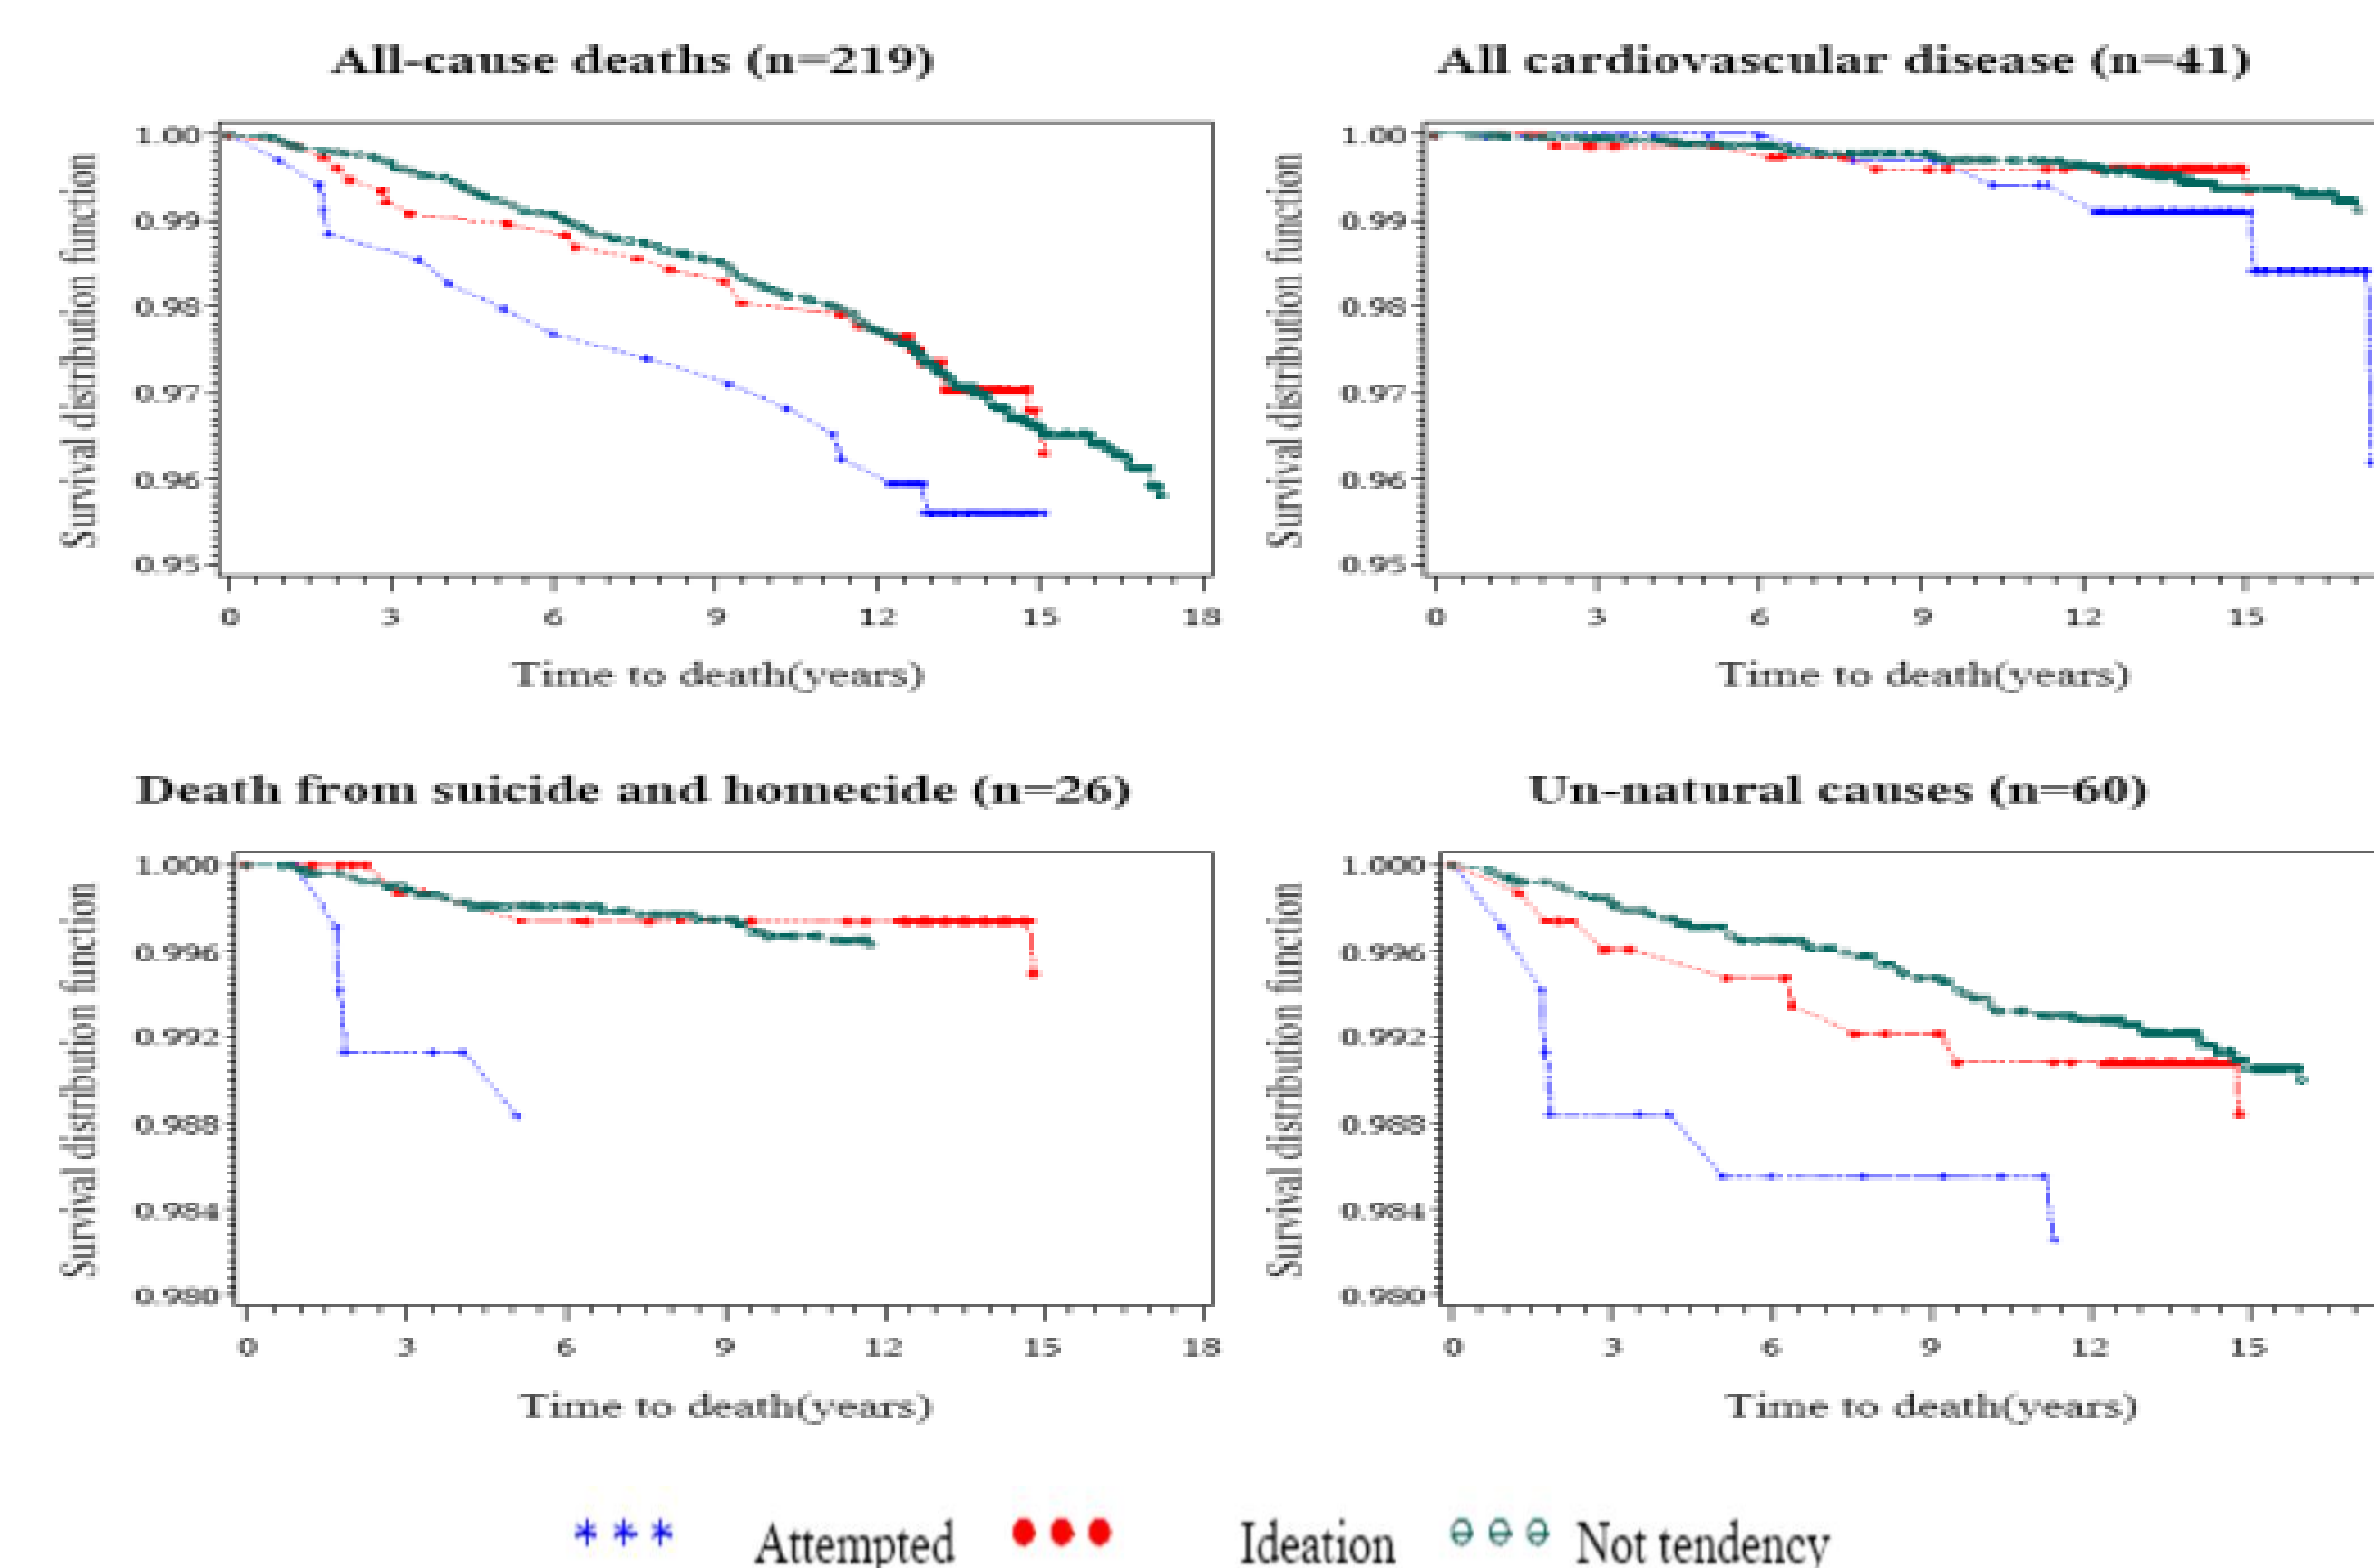 All-cause deaths (n=219)
All cardiovascular disease (n=41)
Survival distribution function
1.00
0.99
0.98
0.97
0.96
0.95
0 3 6 9 12 15 18
Time to death(years)
Survival distribution function
1.00
0.99
0.98
0.97
0.96
0.95
0 3 6 9 12 15
Time to death(years)
Death from suicide and homecide (n=26)
Un-natural causes (n=60)
Survival distribution function
1.000
0.996
0.992
0.988
0.984
0.980
0 3 6 9 12 15 18
Time to death(years)
Survival distribution function
1.000
0.996
0.992
0.988
0.984
0.980
0 3 6 9 12 15
Time to death(years)
Attempted Ideation Not tendency